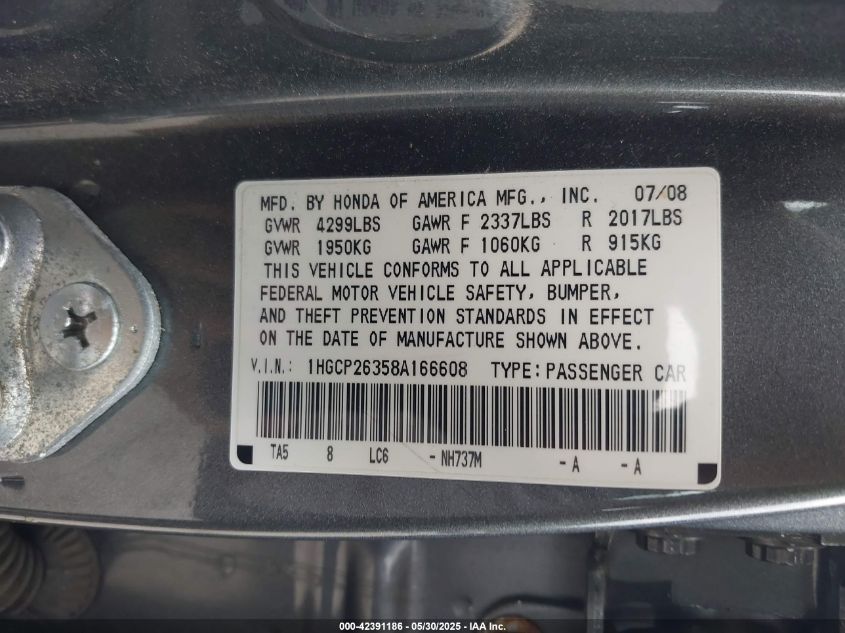 MFD. BY HONDA OF AMERICA MFG., INC. 07/08
GVWR 4299LBS GAWR F 2337LBS R 2017LBS
GVWR 1950KG GAWR F 1060KG R 915KG
THIS VEHICLE CONFORMS TO ALL APPLICABLE
FEDERAL MOTOR VEHICLE SAFETY, BUMPER,
AND THEFT PREVENTION STANDARDS IN EFFECT
ON THE DATE OF MANUFACTURE SHOWN ABOVE.
V.I.N.: 1HGCP26358A166608 TYPE: PASSENGER CAR
TA5 8 LC6 -NH737M -A -A
000-42391186 - 05/30/2025 - IAA Inc.